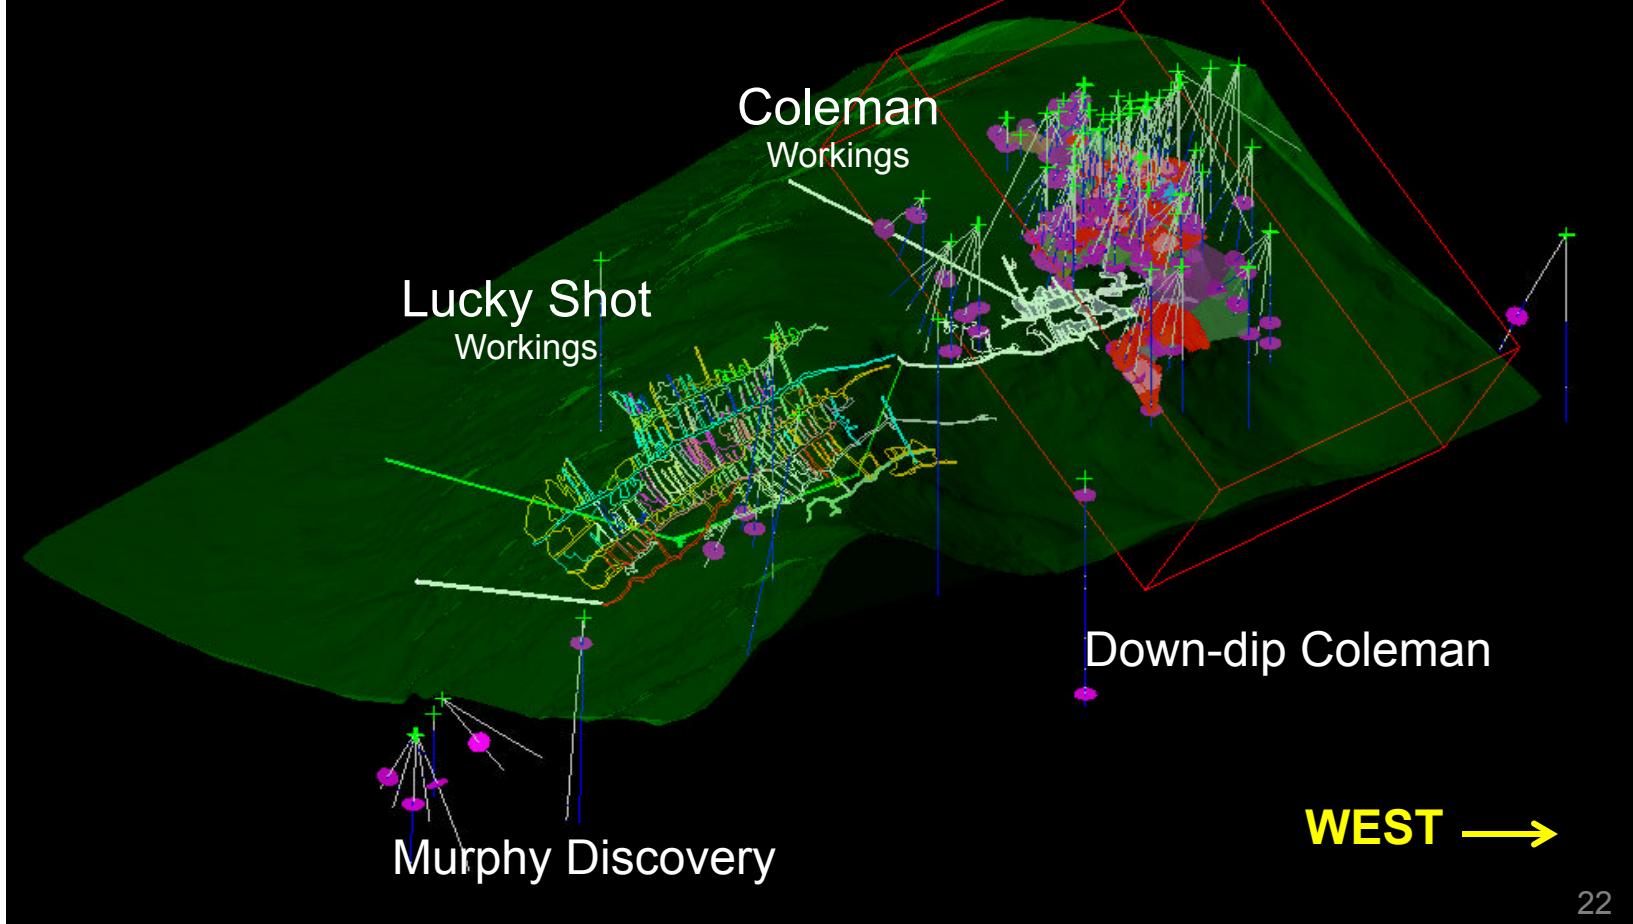 Coleman
Workings
Lucky Shot
Workings
Down-dip Coleman
WEST
Murphy Discovery
22